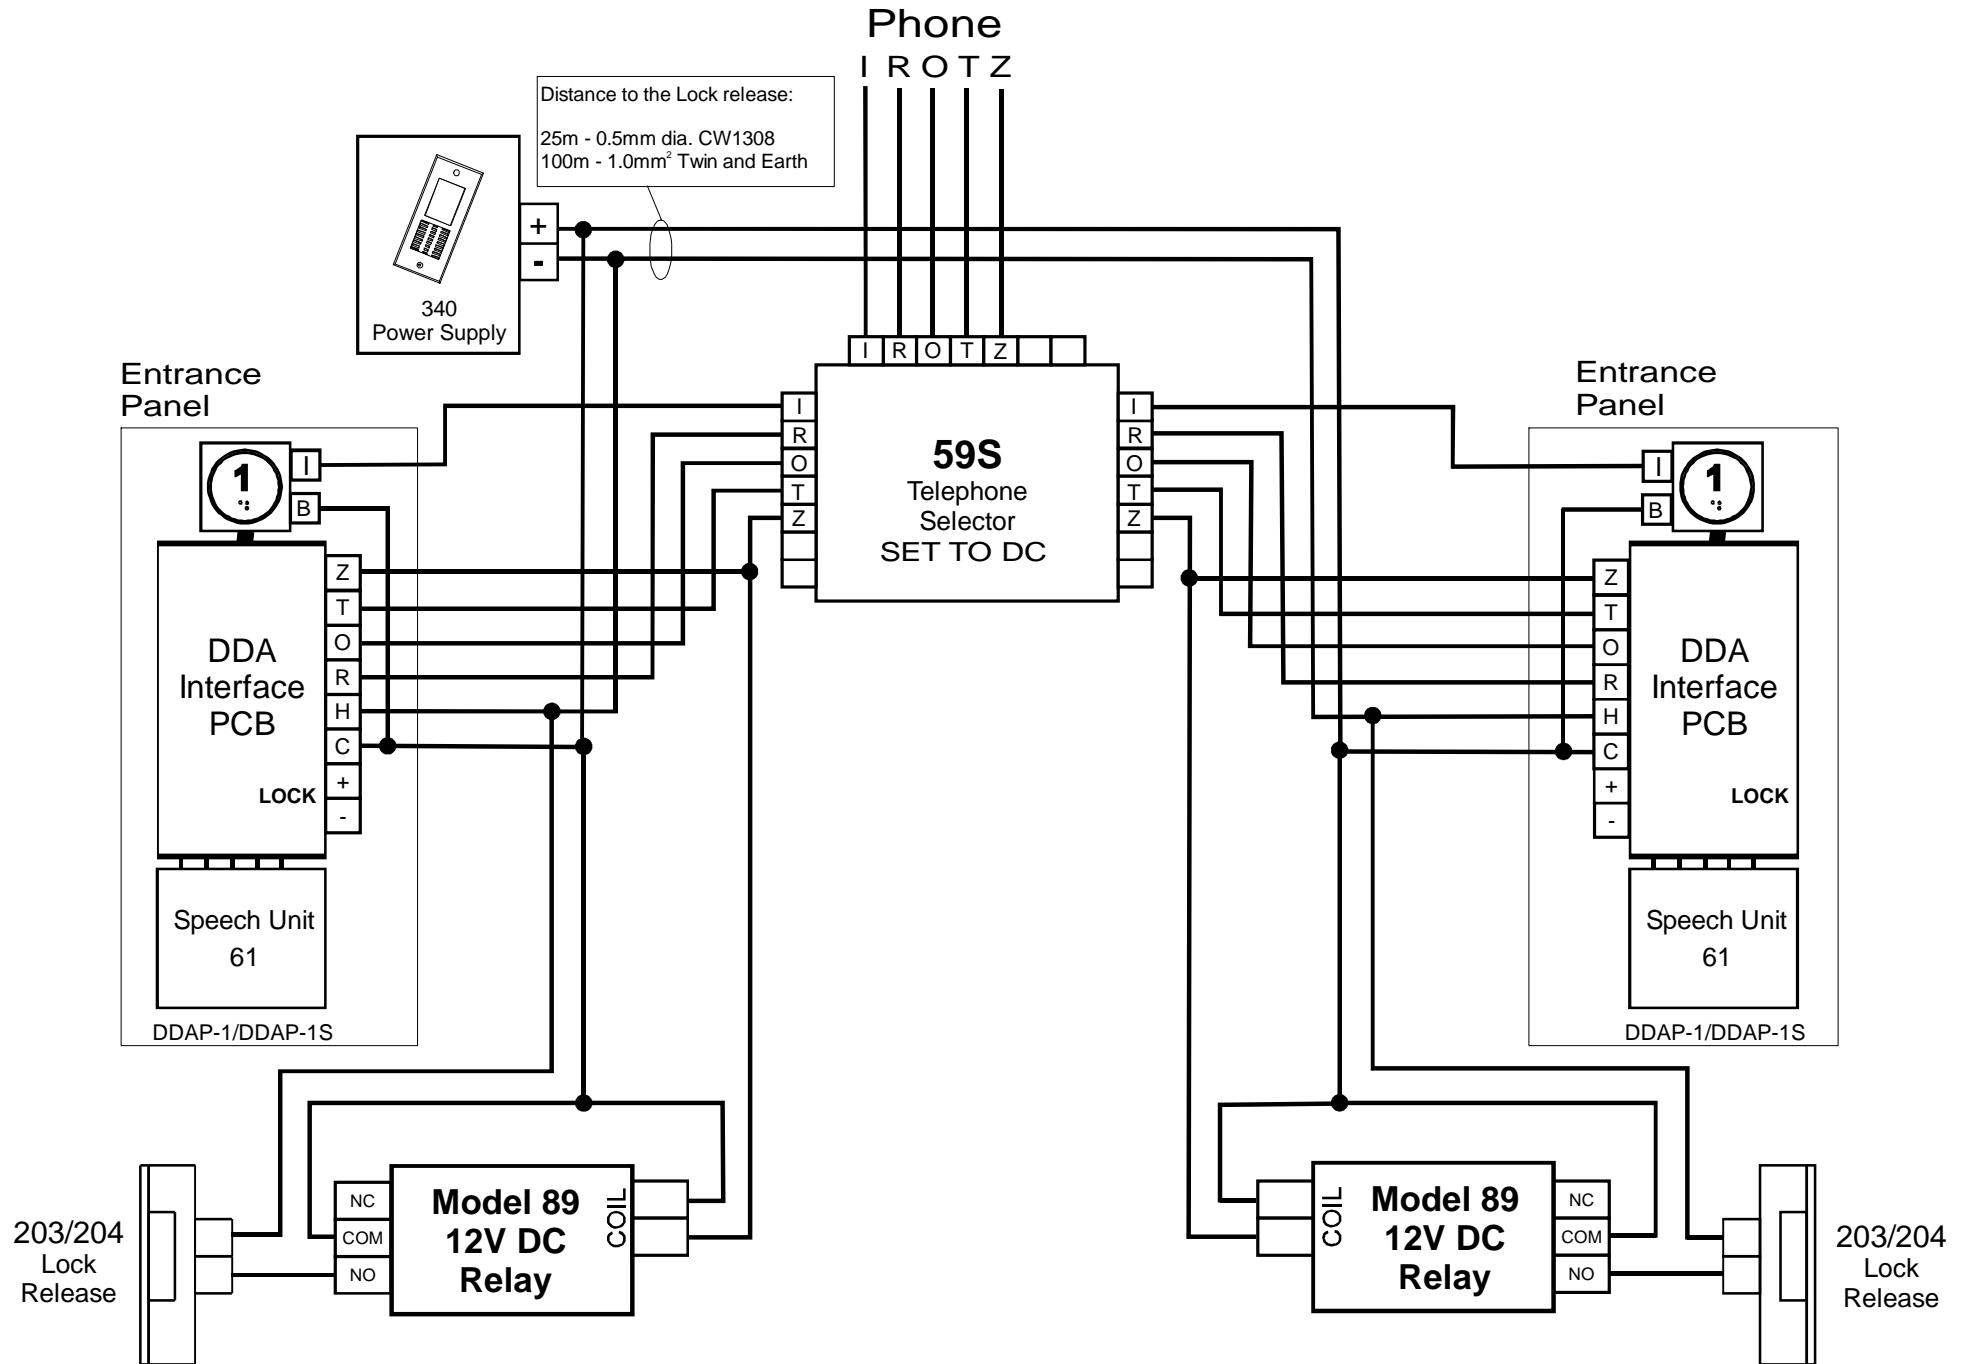 Phone
I R O T Z
Distance to the Lock release:
25m - 0.5mm dia. CW1308
100m - 1.0mm² Twin and Earth
+
-
340
Power Supply
I R O T Z
Entrance
Panel
1
I
B
Z
T
O
R
H
C
+
-
DDA
Interface
PCB
LOCK
Speech Unit
61
DDAP-1/DDAP-1S
I
R
O
T
Z
59S
Telephone
Selector
SET TO DC
I
R
O
T
Z
Entrance
Panel
I
B
1
Z
T
O
R
H
C
+
-
DDA
Interface
PCB
LOCK
Speech Unit
61
DDAP-1/DDAP-1S
203/204
Lock
Release
NC
COM
NO
Model 89
12V DC
Relay
COIL
COIL
Model 89
12V DC
Relay
NC
COM
NO
203/204
Lock
Release